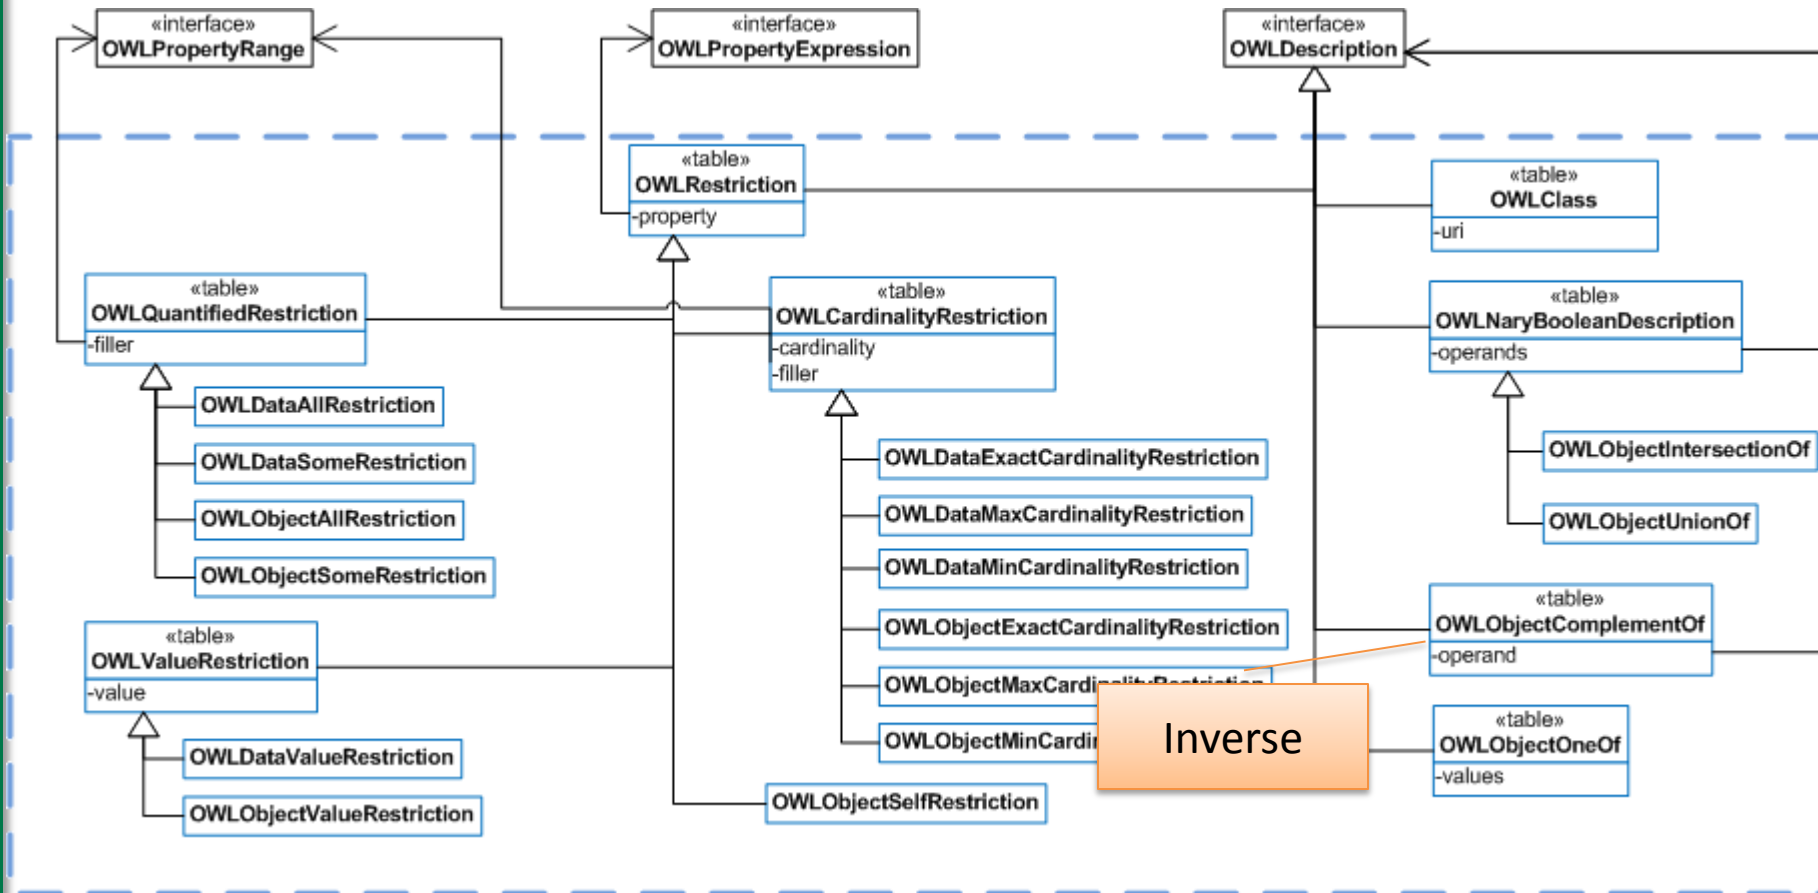 «interface»
OWLPropertyRange
«interface»
OWLPropertyExpression
«interface»
OWLDescription
«table»
OWLRestriction
-property
«table»
OWLClass
-uri
«table»
OWLQuantifiedRestriction
-filler
«table»
OWLCardinalityRestriction
-cardinality
-filler
«table»
OWLNaryBooleanDescription
-operands
OWLDataAllRestriction
OWLDataSomeRestriction
OWLObjectAllRestriction
OWLObjectSomeRestriction
OWLDataExactCardinalityRestriction
OWLDataMaxCardinalityRestriction
OWLDataMinCardinalityRestriction
OWLObjectExactCardinalityRestriction
OWLObjectMaxCardinalityRestriction
OWLObjectMinCardin
OWLObjectIntersectionOf
OWLObjectUnionOf
«table»
OWLObjectComplementOf
-operand
«table»
OWLValueRestriction
-value
OWLDataValueRestriction
OWLObjectValueRestriction
OWLObjectSelfRestriction
Inverse
«table»
OWLObjectOneOf
-values